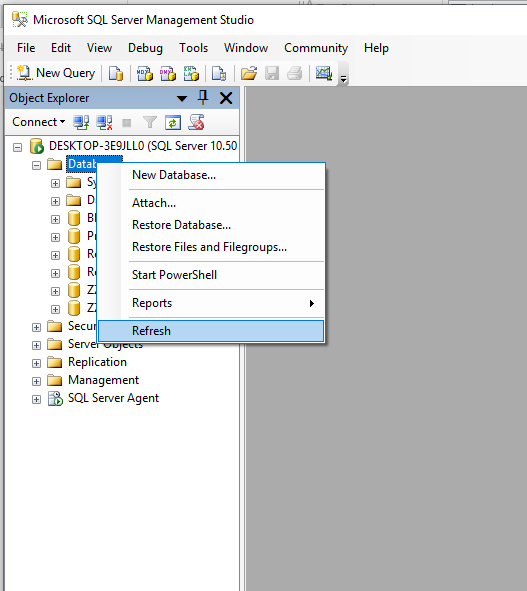 Microsoft SQL Server Management Studio
File Edit View Debug Tools Window Community Help
New Query
Object Explorer
Connect
DESKTOP-3E9JLL0 (SQL Server 10.50
New Database...
Attach...
Restore Database...
Restore Files and Filegroups...
Start PowerShell
Reports
Refresh
Server Objects
Replication
Management
SQL Server Agent